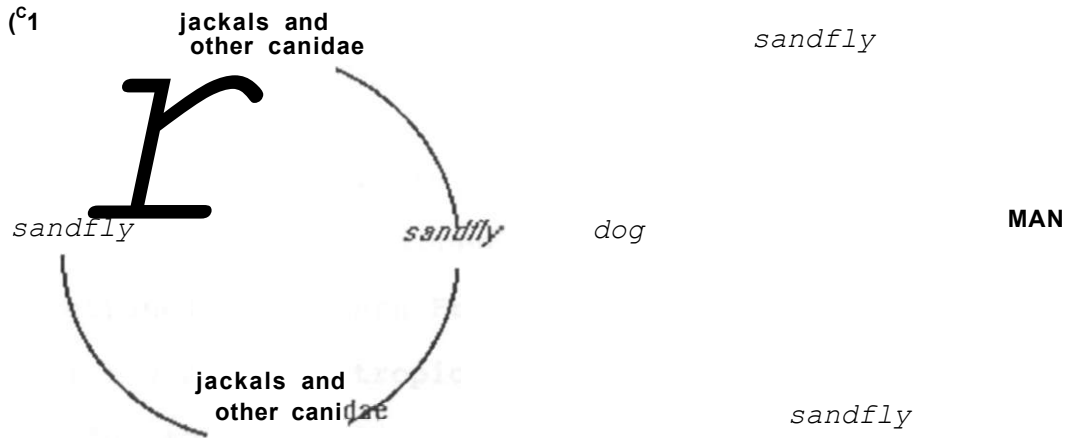 (C1
jackals and
other canidae
sandfly
r
sandfly
sandfly
dog
MAN
jackals and
other canidae
sandfly